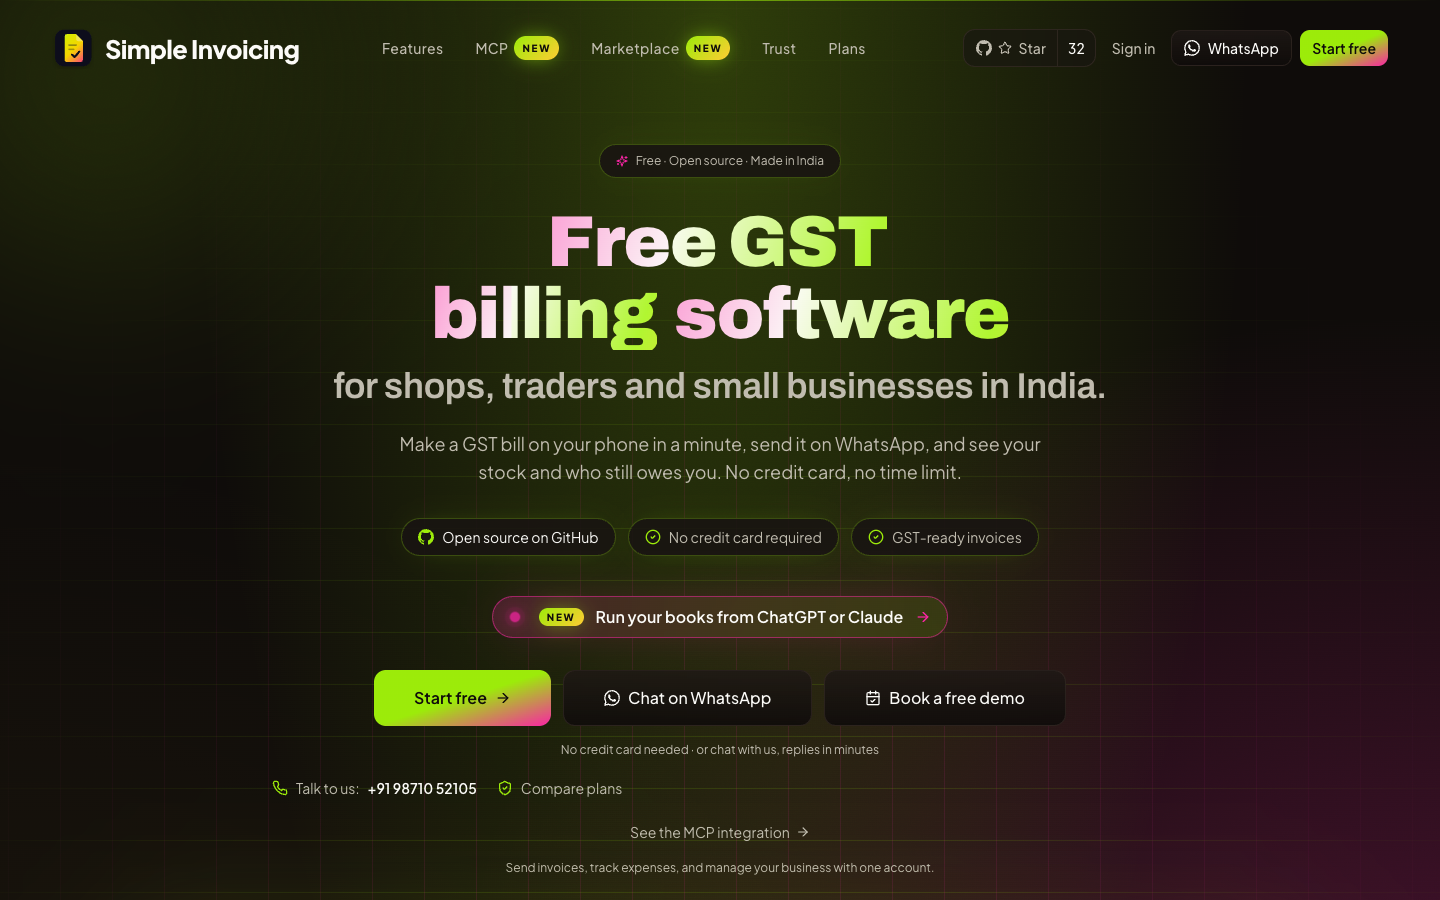 Simple Invoicing
Features
MCP NEW
Marketplace NEW
Trust
Plans
Star 32
Sign in
WhatsApp
Start free
Free · Open source · Made in India
Free GST
billing software
for shops, traders and small businesses in India.
Make a GST bill on your phone in a minute, send it on WhatsApp, and see your
stock and who still owes you. No credit card, no time limit.
Open source on GitHub
No credit card required
GST-ready invoices
NEW Run your books from ChatGPT or Claude
Start free
Chat on WhatsApp
Book a free demo
No credit card needed · or chat with us, replies in minutes
Talk to us: +91 98710 52105
Compare plans
See the MCP integration
Send invoices, track expenses, and manage your business with one account.